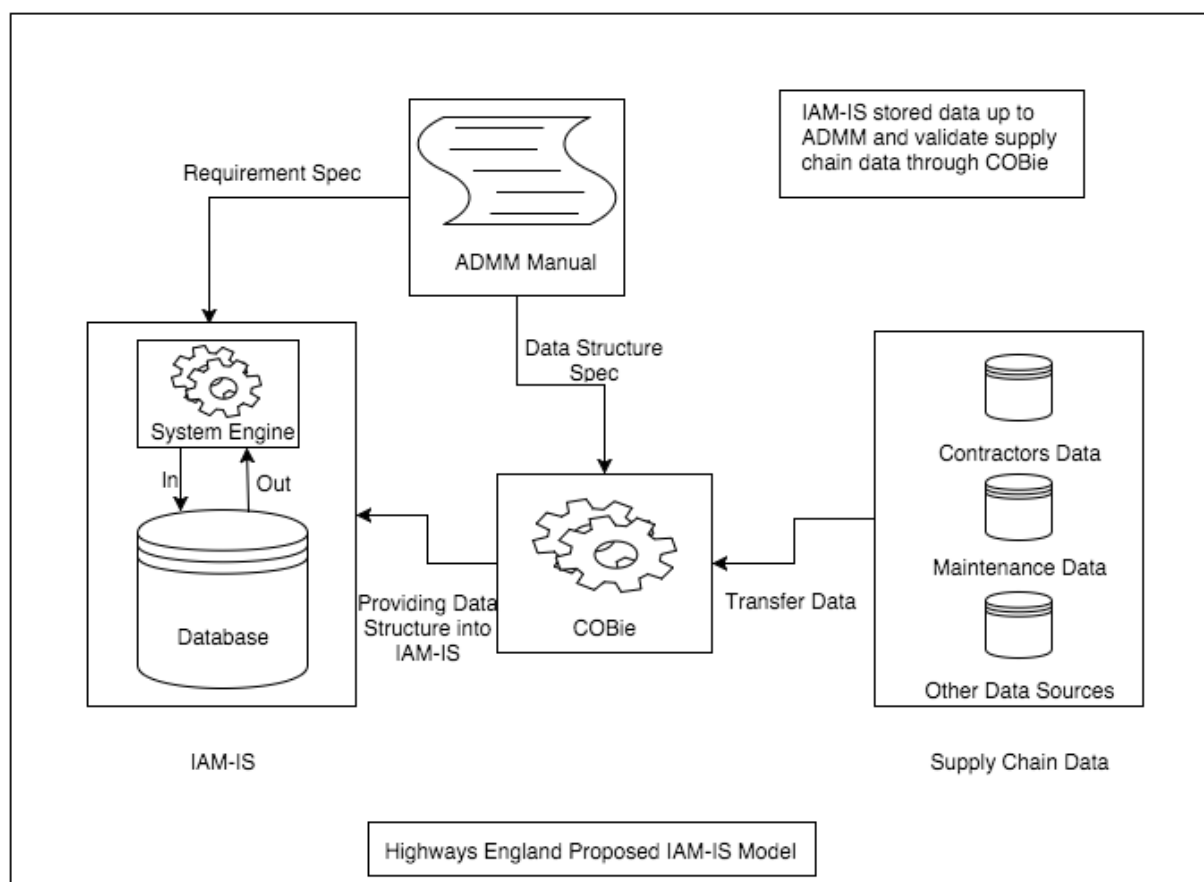 IAM-IS stored data up to
ADMM and validate supply
chain data through COBie
Requirement Spec
ADMM Manual
Data Structure
Spec
System Engine
In
Out
Database
Providing Data
Structure into
IAM-IS
COBie
Transfer Data
Contractors Data
Maintenance Data
Other Data Sources
IAM-IS
Supply Chain Data
Highways England Proposed IAM-IS Model